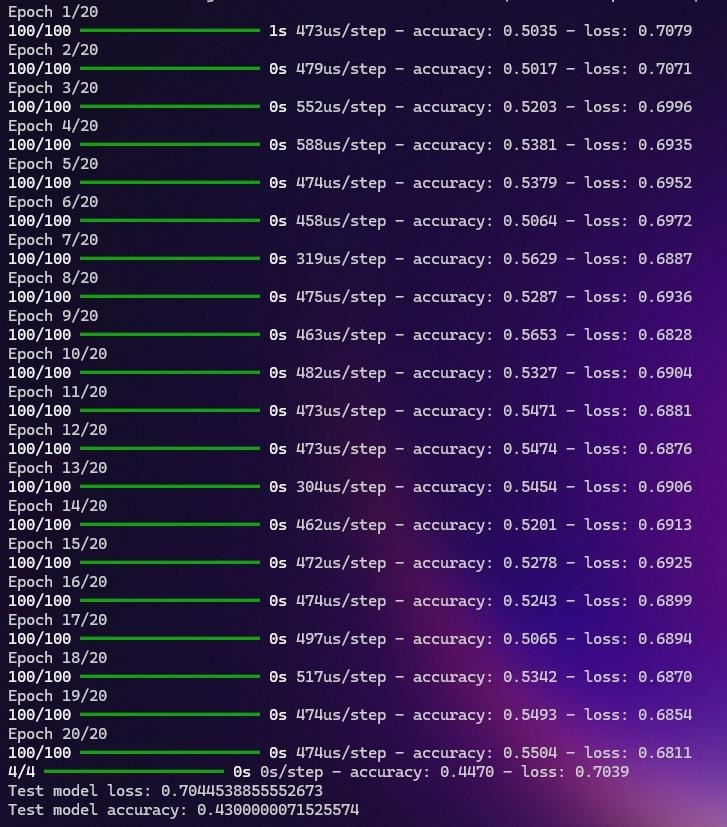 Epoch 1/20
100/100 ━━━━━━━━━━━━━━━━━━━━ 1s 473us/step - accuracy: 0.5035 - loss: 0.7079
Epoch 2/20
100/100 ━━━━━━━━━━━━━━━━━━━━ 0s 479us/step - accuracy: 0.5017 - loss: 0.7071
Epoch 3/20
100/100 ━━━━━━━━━━━━━━━━━━━━ 0s 552us/step - accuracy: 0.5203 - loss: 0.6996
Epoch 4/20
100/100 ━━━━━━━━━━━━━━━━━━━━ 0s 588us/step - accuracy: 0.5381 - loss: 0.6935
Epoch 5/20
100/100 ━━━━━━━━━━━━━━━━━━━━ 0s 474us/step - accuracy: 0.5379 - loss: 0.6952
Epoch 6/20
100/100 ━━━━━━━━━━━━━━━━━━━━ 0s 458us/step - accuracy: 0.5064 - loss: 0.6972
Epoch 7/20
100/100 ━━━━━━━━━━━━━━━━━━━━ 0s 319us/step - accuracy: 0.5629 - loss: 0.6887
Epoch 8/20
100/100 ━━━━━━━━━━━━━━━━━━━━ 0s 475us/step - accuracy: 0.5287 - loss: 0.6936
Epoch 9/20
100/100 ━━━━━━━━━━━━━━━━━━━━ 0s 463us/step - accuracy: 0.5653 - loss: 0.6828
Epoch 10/20
100/100 ━━━━━━━━━━━━━━━━━━━━ 0s 482us/step - accuracy: 0.5327 - loss: 0.6904
Epoch 11/20
100/100 ━━━━━━━━━━━━━━━━━━━━ 0s 473us/step - accuracy: 0.5471 - loss: 0.6881
Epoch 12/20
100/100 ━━━━━━━━━━━━━━━━━━━━ 0s 473us/step - accuracy: 0.5474 - loss: 0.6876
Epoch 13/20
100/100 ━━━━━━━━━━━━━━━━━━━━ 0s 304us/step - accuracy: 0.5454 - loss: 0.6906
Epoch 14/20
100/100 ━━━━━━━━━━━━━━━━━━━━ 0s 462us/step - accuracy: 0.5201 - loss: 0.6913
Epoch 15/20
100/100 ━━━━━━━━━━━━━━━━━━━━ 0s 472us/step - accuracy: 0.5278 - loss: 0.6925
Epoch 16/20
100/100 ━━━━━━━━━━━━━━━━━━━━ 0s 474us/step - accuracy: 0.5243 - loss: 0.6899
Epoch 17/20
100/100 ━━━━━━━━━━━━━━━━━━━━ 0s 497us/step - accuracy: 0.5065 - loss: 0.6894
Epoch 18/20
100/100 ━━━━━━━━━━━━━━━━━━━━ 0s 517us/step - accuracy: 0.5342 - loss: 0.6870
Epoch 19/20
100/100 ━━━━━━━━━━━━━━━━━━━━ 0s 474us/step - accuracy: 0.5493 - loss: 0.6854
Epoch 20/20
100/100 ━━━━━━━━━━━━━━━━━━━━ 0s 474us/step - accuracy: 0.5504 - loss: 0.6811
4/4 ━━━━━━━━━━━━━━━━━━━━ 0s 0s/step - accuracy: 0.4470 - loss: 0.7039
Test model loss: 0.7044538855552673
Test model accuracy: 0.4300000071525574